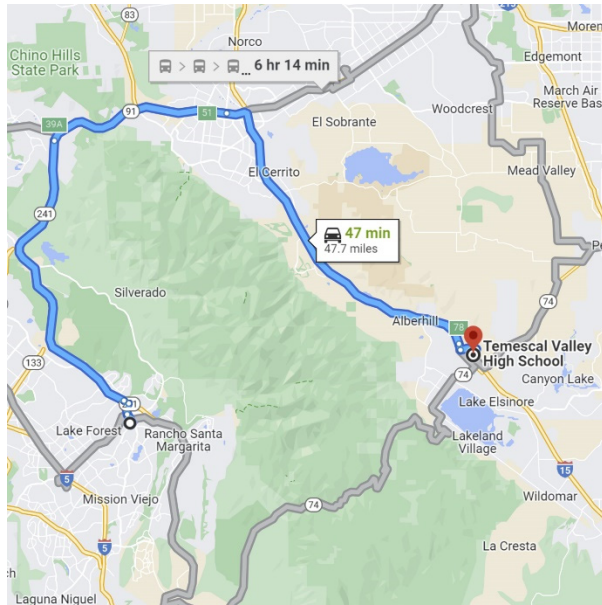 Norco
Moren
Chino Hills
State Park
6 hr 14 min
Edgemont
March Air
Reserve Bas
91
51
Woodcrest
39A
El Sobrante
El Cerrito
Mead Valley
241
47 min
47.7 miles
Pe
Silverado
74
Alberhill
78
Temescal Valley
High School
133
74
Canyon Lake
Lake Elsinore
Lake Forest
Rancho Santa
Margarita
Lakeland
Village
5
15
Mission Viejo
74
Wildomar
5
La Cresta
ch
Laguna Niguel